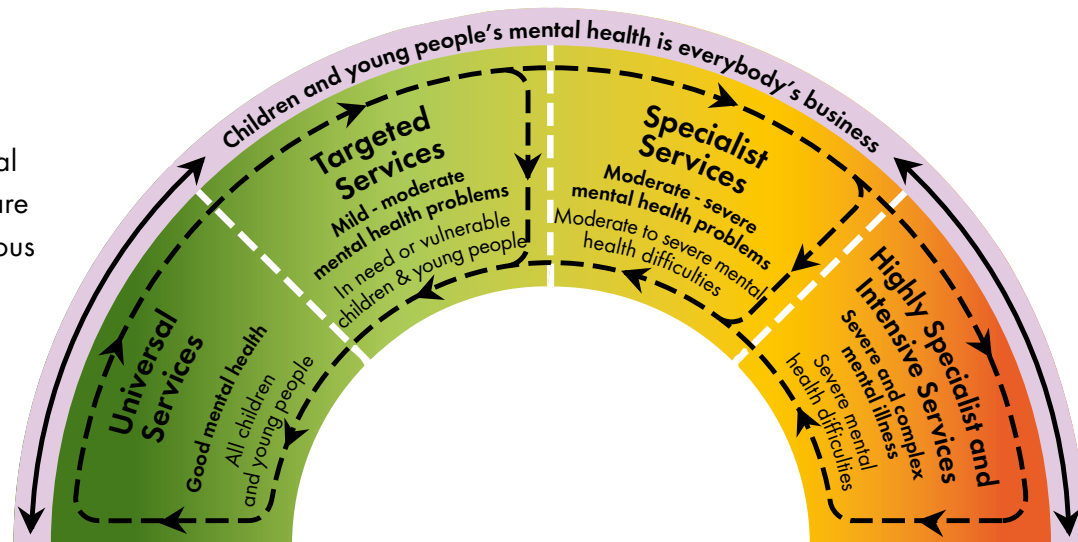 al
are
ous
Children and young people's mental health is everybody's business
Universal
Services
Good mental health
All children
and young people
Targeted
Services
Mild - moderate
mental health problems
In need or vulnerable
children & young people
Specialist
Services
Moderate - severe
mental health problems
Moderate to severe mental
health difficulties
Highly Specialist and
Intensive Services
Severe and complex
mental illness
Severe mental
health difficulties